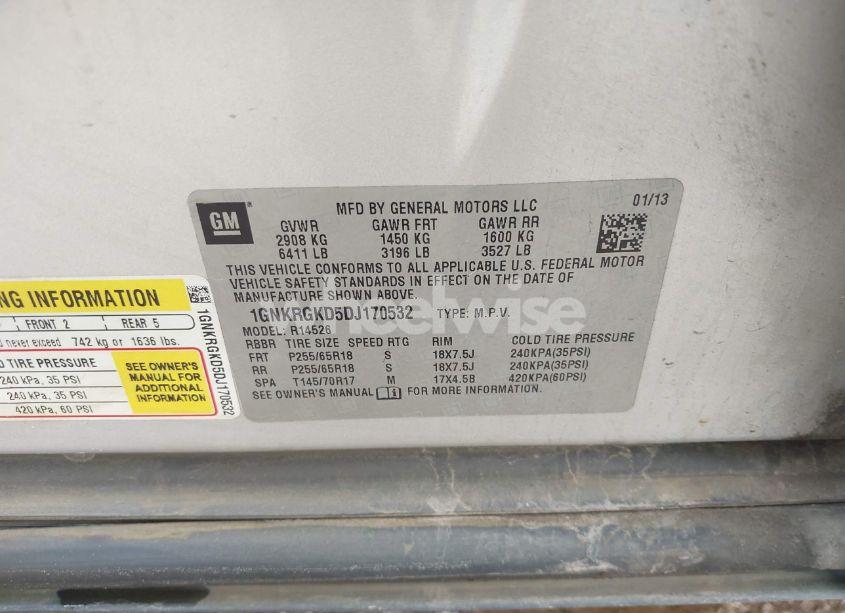 GM
MFD BY GENERAL MOTORS LLC 01/13
GVWR GAWR FRT GAWR RR
2908 KG 1450 KG 1600 KG
6411 LB 3196 LB 3527 LB
THIS VEHICLE CONFORMS TO ALL APPLICABLE U.S. FEDERAL MOTOR
VEHICLE SAFETY STANDARDS IN EFFECT ON THE DATE OF
MANUFACTURE SHOWN ABOVE.
1GNKRGKD5DJ170532 TYPE: M.P.V.
MODEL: R14526
RBBR TIRE SIZE SPEED RTG RIM COLD TIRE PRESSURE
FRT P255/65R18 S 18X7.5J 240KPA(35PSI)
RR P255/65R18 S 18X7.5J 240KPA(35PSI)
SPA T145/70R17 M 17X4.5B 420KPA(60PSI)
SEE OWNER'S MANUAL FOR MORE INFORMATION.
wheelwise
NG INFORMATION
FRONT 2 REAR 5
d never exceed 742 kg or 1636 lbs.
D TIRE PRESSURE
240 kPa, 35 PSI
240 kPa, 35 PSI
420 kPa, 60 PSI
SEE OWNER'S
MANUAL FOR
ADDITIONAL
INFORMATION
1GNKRGKD5DJ170532